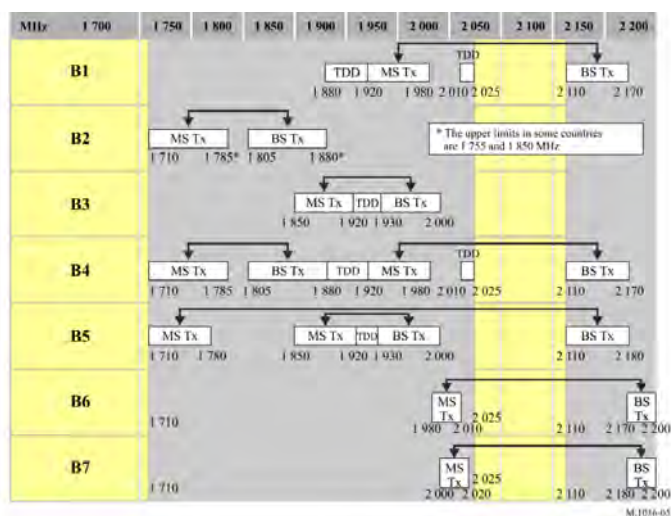 MHz 1 700 1 750 1 800 1 850 1 900 1 950 2 000 2 050 2 100 2 150 2 200
TDD
B1 TDD MS Tx BS Tx
1 880 1 920 1 980 2 010 2 025 2 110 2 170
B2 MS Tx BS Tx
1 710 1 785* 1 805 1 880*
* The upper limits in some countries
are 1 755 and 1 850 MHz
B3 MS Tx TDD BS Tx
1 850 1 920 1 930 2 000
TDD
B4 MS Tx BS Tx TDD MS Tx BS Tx
1 710 1 785 1 805 1 880 1 920 1 980 2 010 2 025 2 110 2 170
B5 MS Tx MS Tx TDD BS Tx BS Tx
1 710 1 780 1 850 1 920 1 930 2 000 2 110 2 180
B6 MS Tx BS Tx
1 710 1 980 2 010 2 025 2 110 2 170 2 200
B7 MS Tx BS Tx
1 710 2 000 2 020 2 025 2 110 2 180 2 200